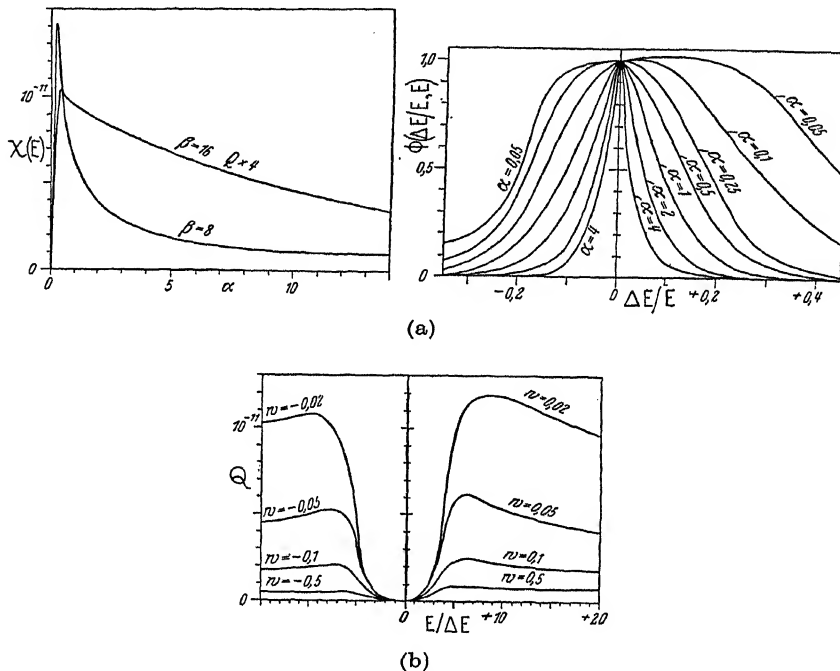 10⁻¹¹
χ(E)
0
β=16 Q×4
β=8
5
α
10
1,0
Φ(ΔE/E, E)
0,5
0
α=0,05
α=4
α=4
α=2
α=1
α=0,5
α=0,25
α=0,1
α=0,05
-0,2
0
ΔE/E
+0,2
+0,4
(a)
10⁻¹¹
Q
0
w=-0,02
w=-0,05
w=-0,1
w=-0,5
w=0,02
w=0,05
w=0,1
w=0,5
0
E/ΔE
+10
+20
(b)